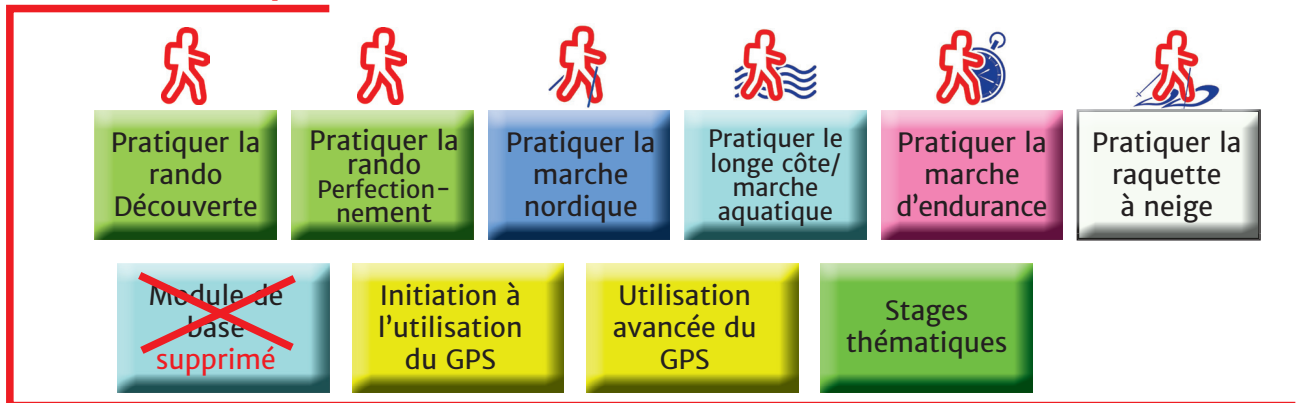 Pratiquer la
rando
Découverte
Pratiquer la
rando
Perfection-
nement
Pratiquer la
marche
nordique
Pratiquer le
longe côte/
marche
aquatique
Pratiquer la
marche
d'endurance
Pratiquer la
raquette
à neige
Module de
base
supprimé
Initiation à
l'utilisation
du GPS
Utilisation
avancée du
GPS
Stages
thématiques